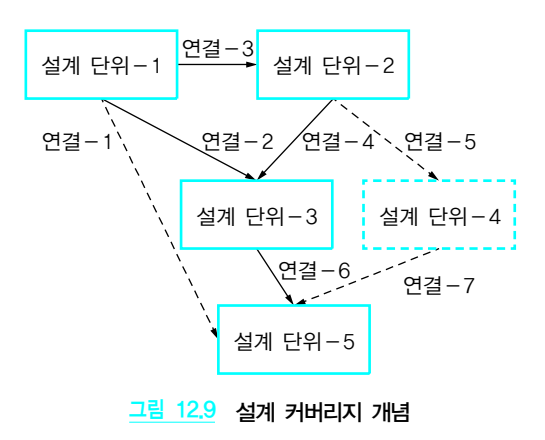 연결-3
설계 단위-1
설계 단위-2
연결-1
연결-2
연결-4
연결-5
설계 단위-3
설계 단위-4
연결-6
연결-7
설계 단위-5
그림 12.9 설계 커버리지 개념